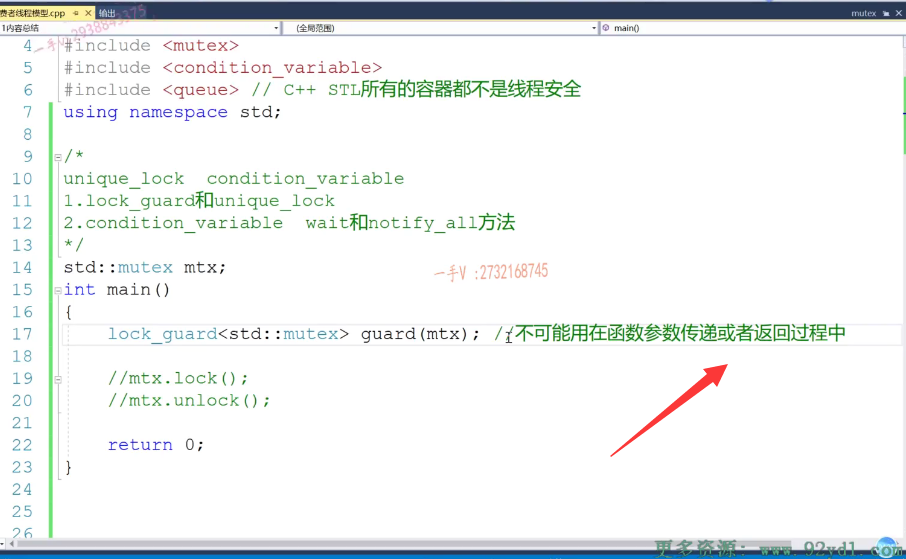 费者线程模型.cpp 输出 mutex
1内容总结 (全局范围) main()
一手V:2938843375
4 #include <mutex>
5 #include <condition_variable>
6 #include <queue> // C++ STL所有的容器都不是线程安全
7 using namespace std;
8
9 /*
10 unique_lock  condition_variable
11 1.lock_guard和unique_lock
12 2.condition_variable  wait和notify_all方法
13 */
14 std::mutex mtx;
一手V :2732168745
15 int main()
16 {
17 lock_guard<std::mutex> guard(mtx); //不可能用在函数参数传递或者返回过程中
18
19 //mtx.lock();
20 //mtx.unlock();
21
22 return 0;
23 }
24
25
26
更多资源：www.92ydl.com